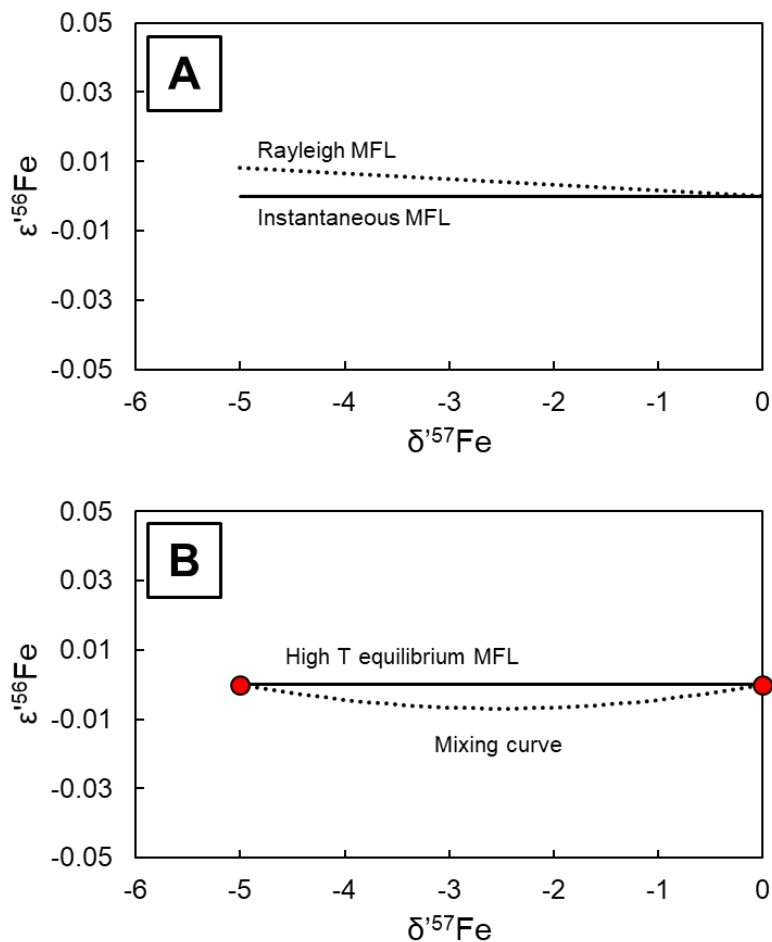 0.05
A
0.03
Rayleigh MFL
0.01
ε'⁵⁶Fe
-0.01
Instantaneous MFL
-0.03
-0.05
-6 -5 -4 -3 -2 -1 0
δ’⁵⁷Fe
0.05
B
0.03
High T equilibrium MFL
0.01
ε'⁵⁶Fe
-0.01
Mixing curve
-0.03
-0.05
-6 -5 -4 -3 -2 -1 0
δ’⁵⁷Fe